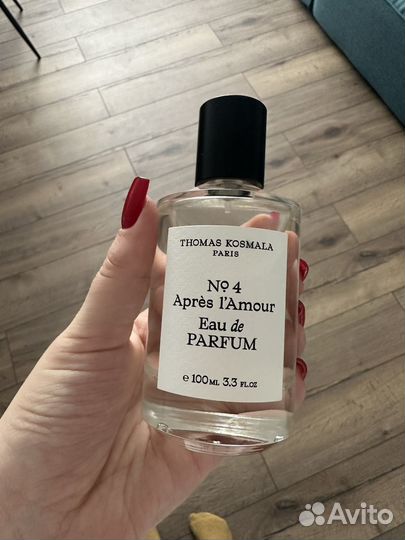 THOMAS KOSMALA
PARIS
Nº 4
Après l'Amour
Eau de
PARFUM
e 100ML 3.3 FL.OZ
Avito